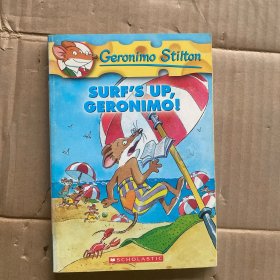 Geronimo Stilton
SURF'S UP,
GERONIMO!
SCHOLASTIC